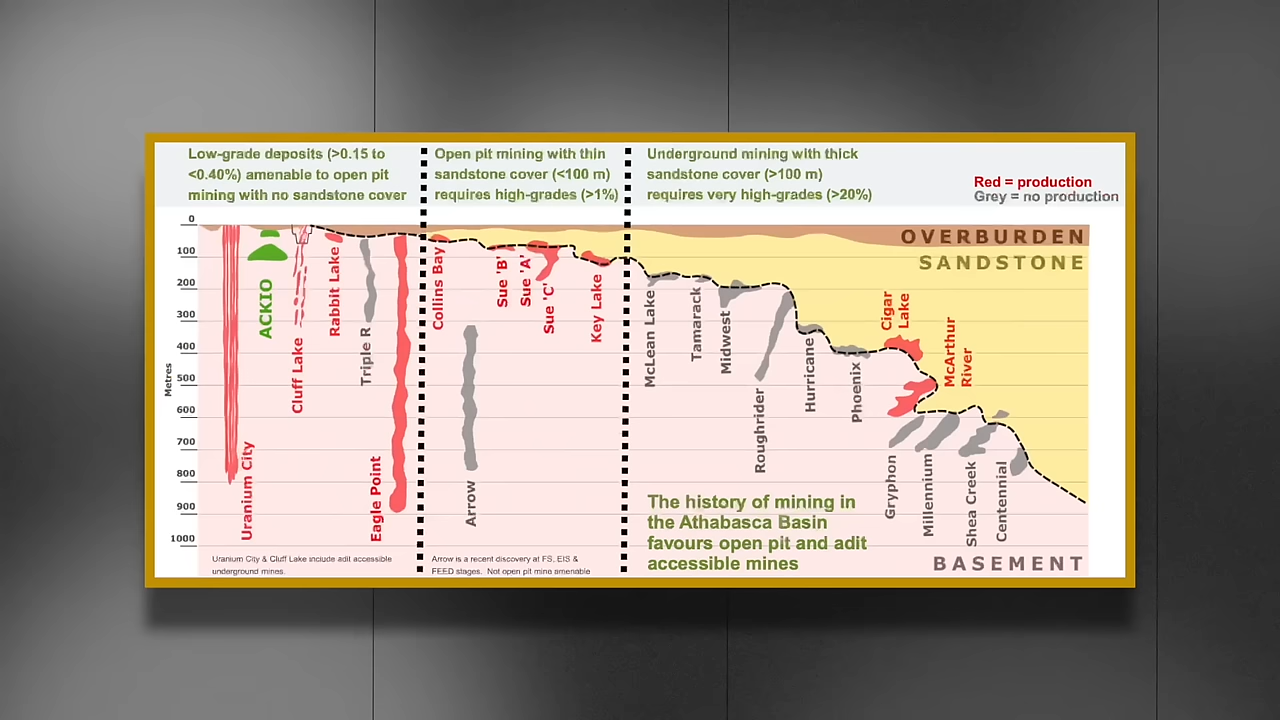 Low-grade deposits (>0.15 to
<0.40%) amenable to open pit
mining with no sandstone cover
Open pit mining with thin
sandstone cover (<100 m)
requires high-grades (>1%)
Underground mining with thick
sandstone cover (>100 m)
requires very high-grades (>20%)
Red = production
Grey = no production
0
100
200
300
400
500
600
700
800
900
1000
Metres
OVERBURDEN
SANDSTONE
BASEMENT
Uranium City
ACKIO
Cluff Lake
Rabbit Lake
Triple R
Eagle Point
Collins Bay
Arrow
Sue 'B'
Sue 'A'
Sue 'C'
Key Lake
McLean Lake
Tamarack
Midwest
Roughrider
Hurricane
Phoenix
Cigar
Lake
McArthur
River
Gryphon
Millennium
Shea Creek
Centennial
The history of mining in
the Athabasca Basin
favours open pit and adit
accessible mines
Uranium City & Cluff Lake include adit accessible
underground mines.
Arrow is a recent discovery at FS, EIS &
FEED stages. Not open pit mine amenable